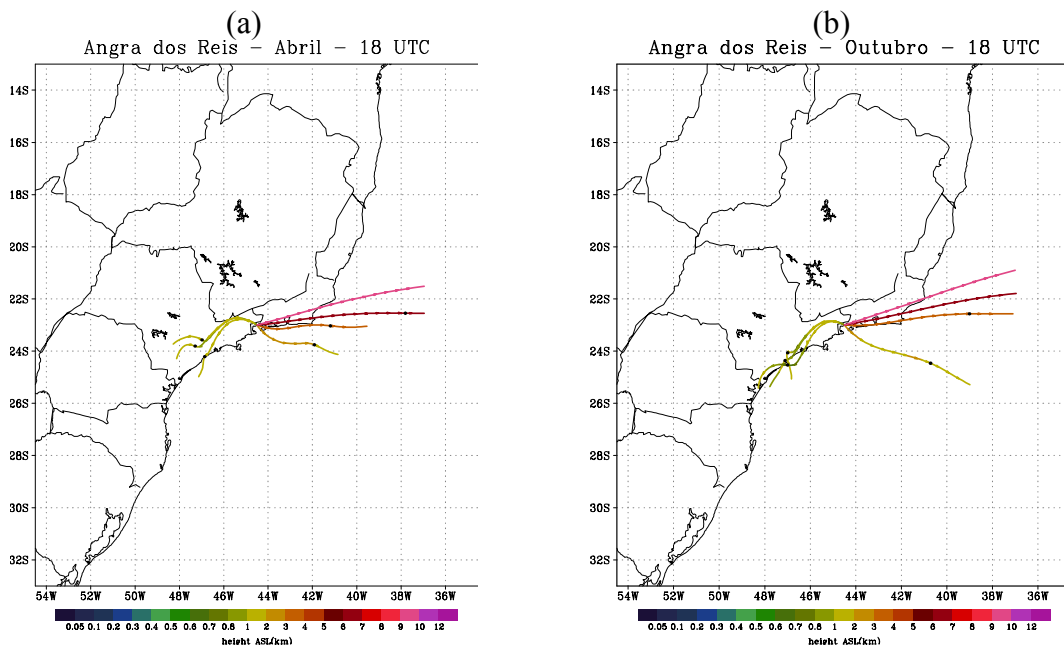 (a)
Angra dos Reis - Abril - 18 UTC
14S
16S
18S
20S
22S
24S
26S
28S
30S
32S
54W 52W 50W 48W 46W 44W 42W 40W 38W 36W
0.05 0.1 0.2 0.3 0.4 0.5 0.6 0.7 0.8 1 2 3 4 5 6 7 8 9 10 12
height ASL(km)
(b)
Angra dos Reis - Outubro - 18 UTC
14S
16S
18S
20S
22S
24S
26S
28S
30S
32S
54W 52W 50W 48W 46W 44W 42W 40W 38W 36W
0.05 0.1 0.2 0.3 0.4 0.5 0.6 0.7 0.8 1 2 3 4 5 6 7 8 9 10 12
height ASL(km)